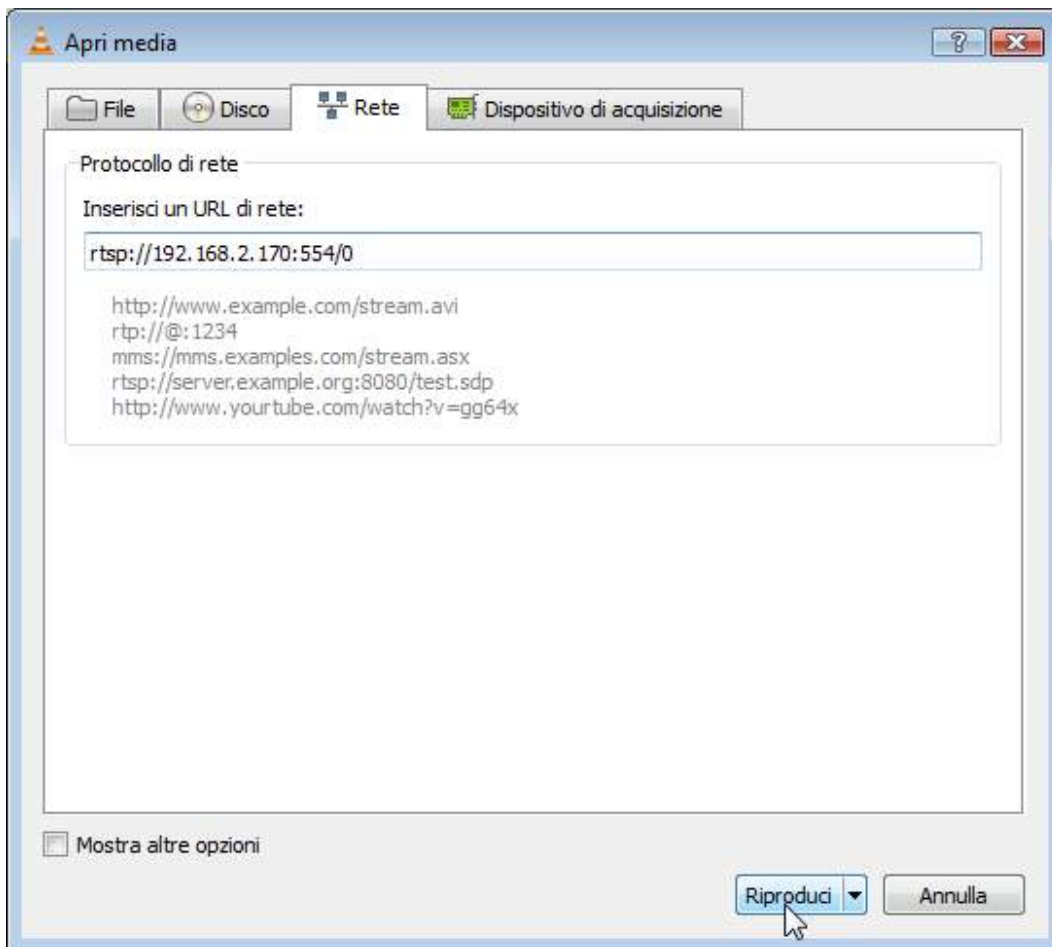 Apri media
File
Disco
Rete
Dispositivo di acquisizione
Protocollo di rete
Inserisci un URL di rete:
rtsp://192.168.2.170:554/0
http://www.example.com/stream.avi
rtp://@:1234
mms://mms.examples.com/stream.asx
rtsp://server.example.org:8080/test.sdp
http://www.yourtube.com/watch?v=gg64x
Mostra altre opzioni
Riproduci
Annulla